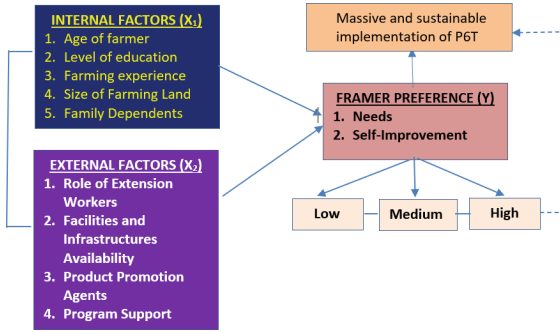 INTERNAL FACTORS (X₁)
1. Age of farmer
2. Level of education
3. Farming experience
4. Size of Farming Land
5. Family Dependents
EXTERNAL FACTORS (X₂)
1. Role of Extension
Workers
2. Facilities and
Infrastructures
Availability
3. Product Promotion
Agents
4. Program Support
Massive and sustainable
implementation of P6T
FRAMER PREFERENCE (Y)
1. Needs
2. Self-Improvement
Low
Medium
High